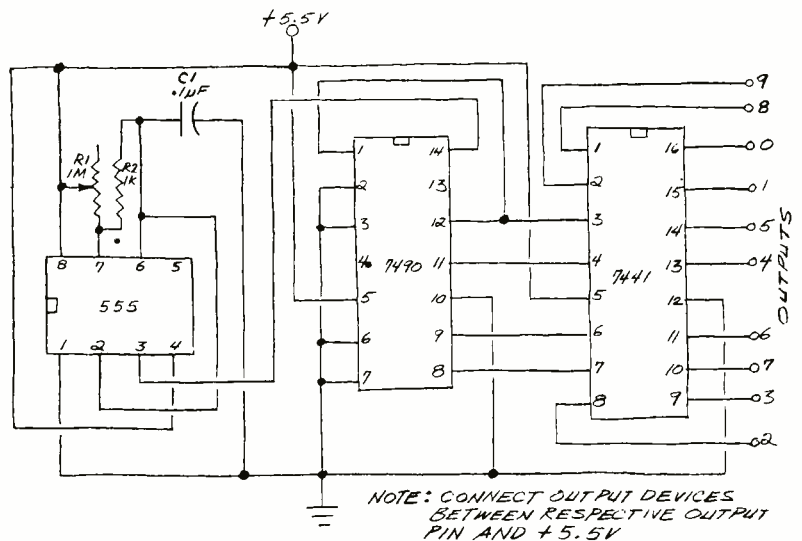 +5.5V
C1
.1µF
R1
1M
R2
1K
8 7 6 5
555
1 2 3 4
1 14
2 13
3 12
4 7490 11
5 10
6 9
7 8
1 16
2 15
3 14
4 7441 13
5 12
6 11
7 10
8 9
9
8
0
1
5
4
6
7
3
2
OUTPUTS
NOTE: CONNECT OUTPUT DEVICES
BETWEEN RESPECTIVE OUTPUT
PIN AND +5.5V